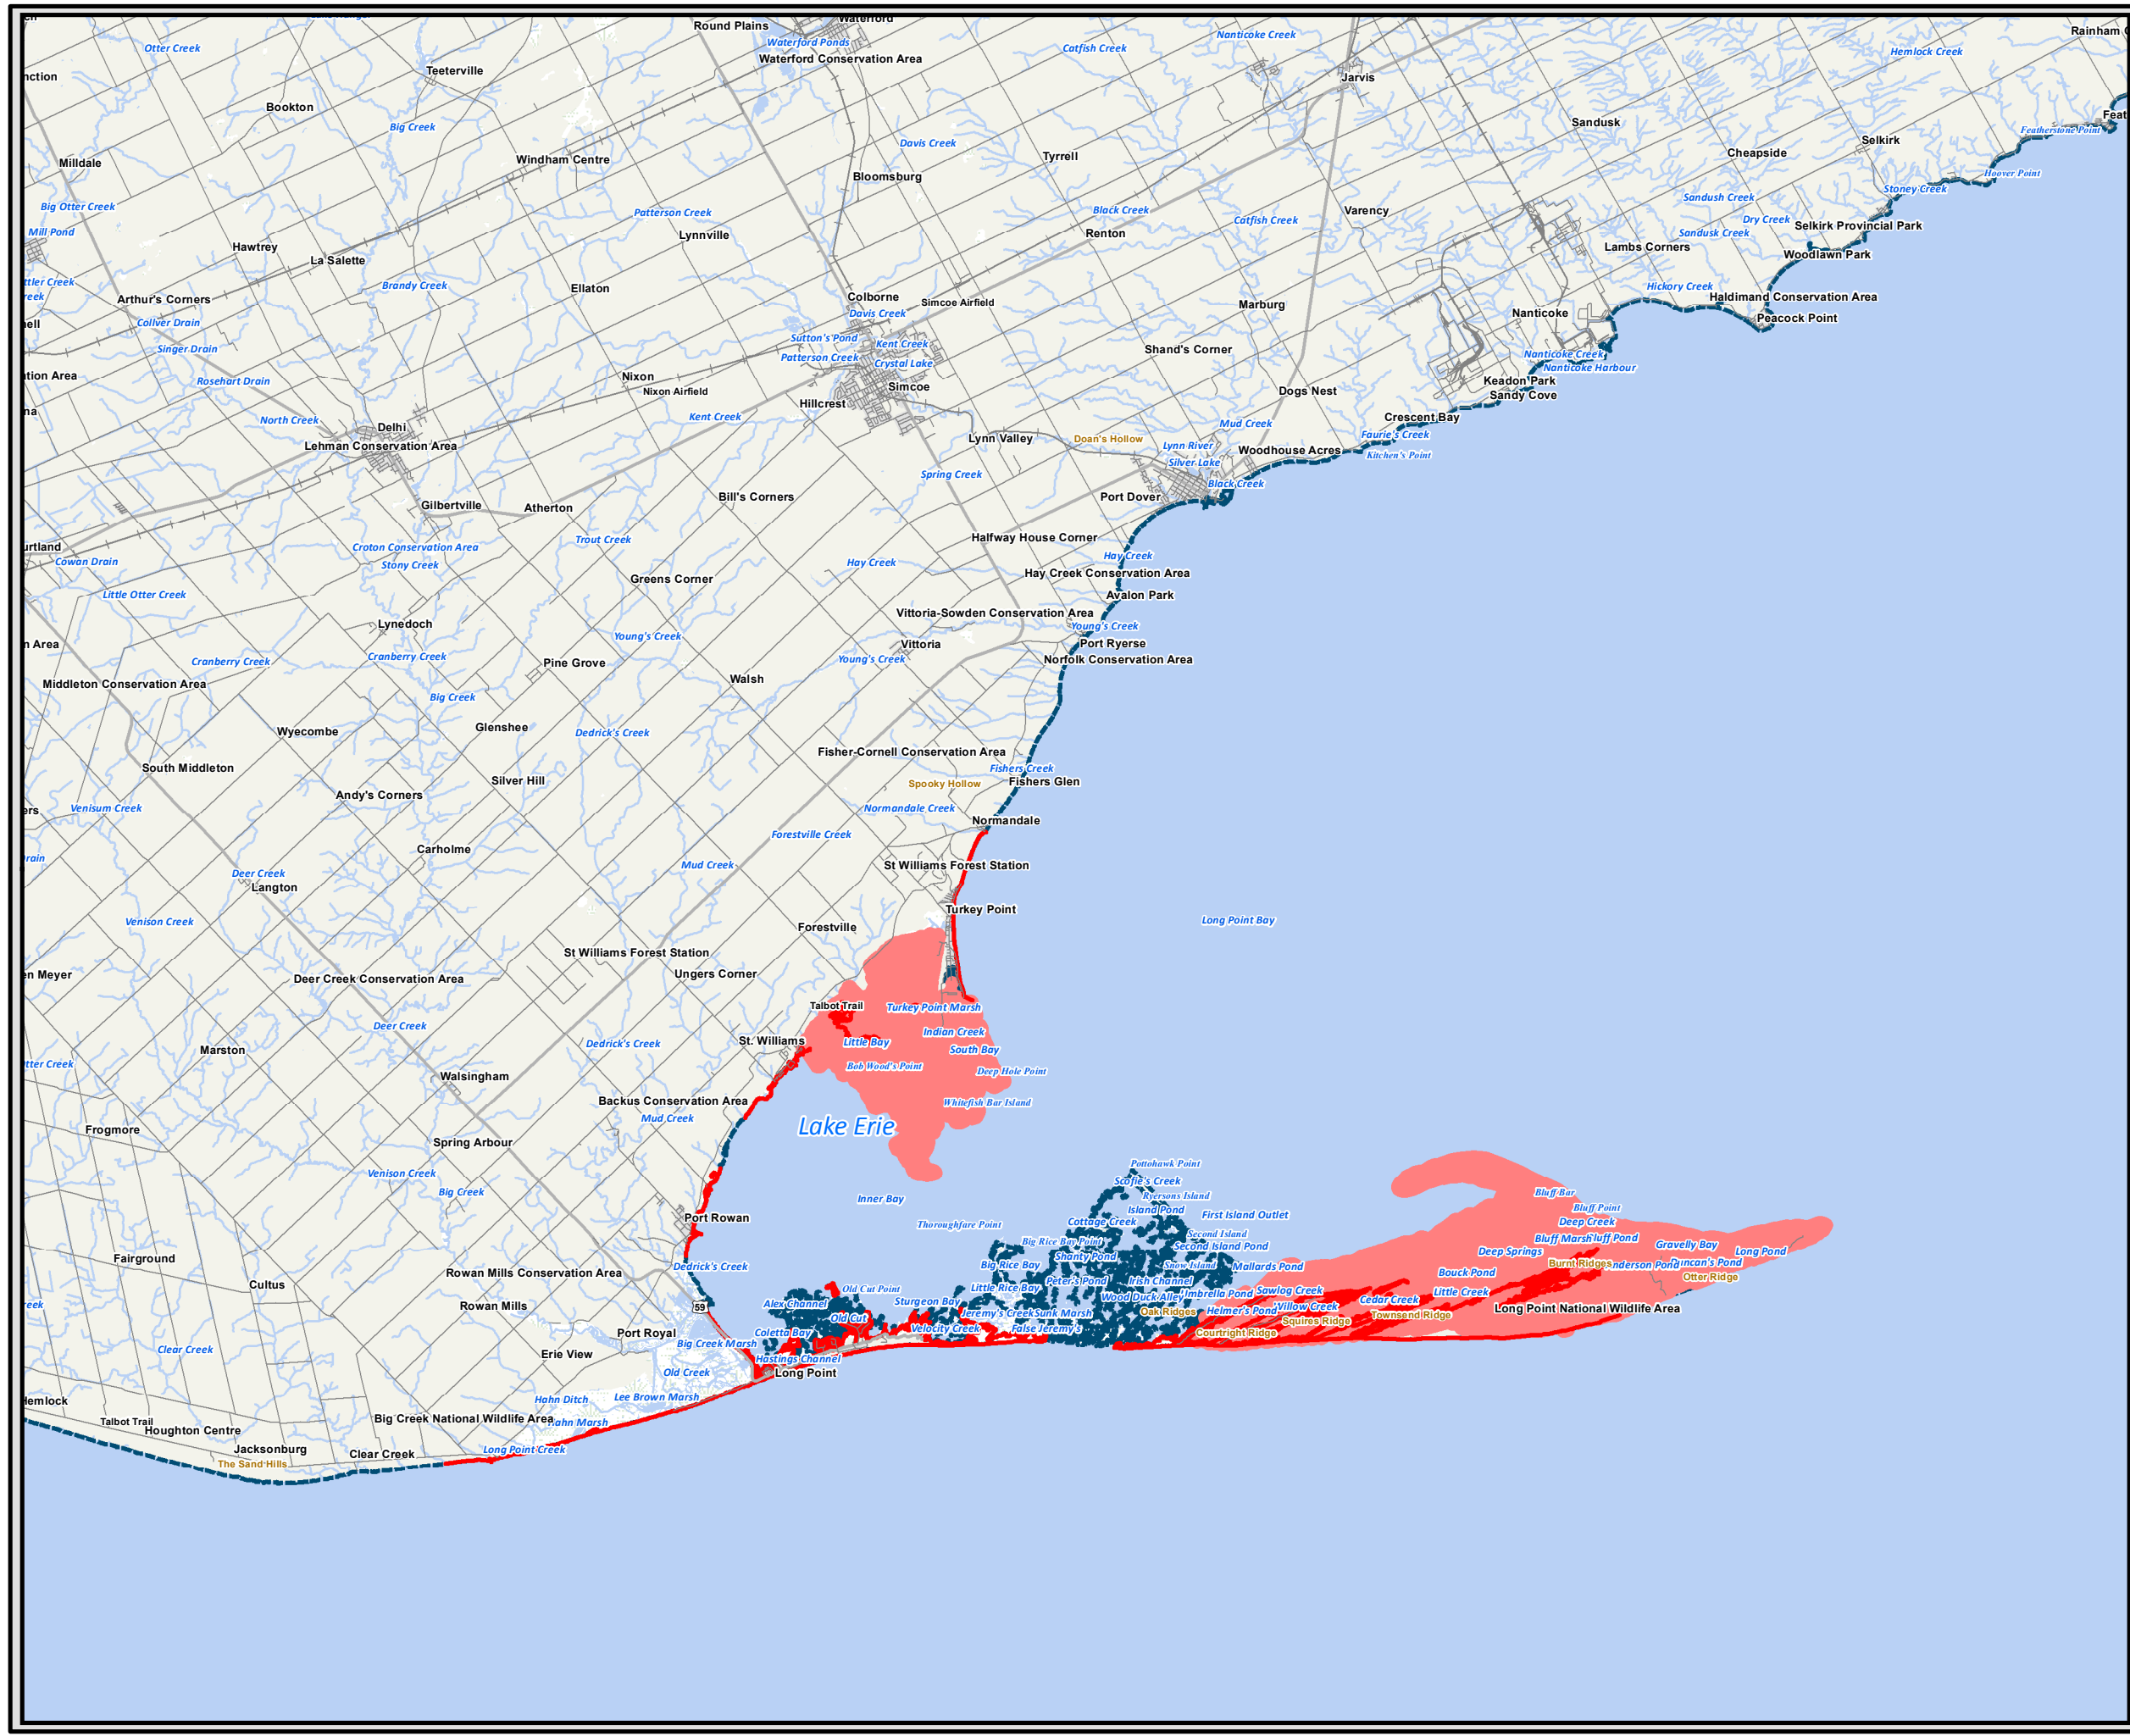 Round Plains
Waterford
Otter Creek
Waterford Ponds
Waterford Conservation Area
Catfish Creek
Nanticoke Creek
Hemlock Creek
Teeterville
Jarvis
Bookton
Big Creek
Sandusk
Featherstone Point
Milldale
Windham Centre
Davis Creek
Tyrrell
Cheapside
Selkirk
Bloomsburg
Hoover Point
Big Otter Creek
Patterson Creek
Black Creek
Catfish Creek
Varency
Sandush Creek
Stoney Creek
Mill Pond
Lynnville
Renton
Dry Creek
Sandusk Creek
Selkirk Provincial Park
Hawtrey
La Salette
Lambs Corners
Woodlawn Park
Brandy Creek
Ellaton
Hickory Creek
Arthur's Corners
Colborne
Simcoe Airfield
Marburg
Haldimand Conservation Area
Collver Drain
Davis Creek
Nanticoke
Peacock Point
Singer Drain
Sutton's Pond
Kent Creek
Patterson Creek
Crystal Lake
Shand's Corner
Nanticoke Creek
Nanticoke Harbour
Rosehart Drain
Nixon
Nixon Airfield
Simcoe
Dogs Nest
Keadon Park
Sandy Cove
North Creek
Kent Creek
Hillcrest
Crescent Bay
Delhi
Lehman Conservation Area
Lynn Valley
Doan's Hollow
Mud Creek
Lynn River
Silver Lake
Woodhouse Acres
Faurie's Creek
Kitchen's Point
Spring Creek
Black Creek
Gilbertville
Atherton
Bill's Corners
Port Dover
Croton Conservation Area
Stony Creek
Trout Creek
Halfway House Corner
Cowan Drain
Hay Creek
Hay Creek
Hay Creek Conservation Area
Greens Corner
Little Otter Creek
Avalon Park
Lynedoch
Vittoria-Sowden Conservation Area
Young's Creek
Young's Creek
Vittoria
Port Ryerse
Cranberry Creek
Cranberry Creek
Pine Grove
Young's Creek
Norfolk Conservation Area
Middleton Conservation Area
Big Creek
Walsh
Wyecombe
Glenshee
Dedrick's Creek
Fisher-Cornell Conservation Area
South Middleton
Silver Hill
Fishers Creek
Spooky Hollow
Fishers Glen
Venisum Creek
Andy's Corners
Normandale Creek
Normandale
Forestville Creek
Carholme
Mud Creek
St Williams Forest Station
Deer Creek
Langton
Turkey Point
Venison Creek
Forestville
Long Point Bay
St Williams Forest Station
Deer Creek Conservation Area
Ungers Corner
Talbot Trail
Turkey Point Marsh
Deer Creek
Indian Creek
Marston
Dedrick's Creek
St. Williams
Little Bay
South Bay
Bob Wood's Point
Deep Hole Point
Walsingham
Backus Conservation Area
Whitefish Bar Island
Mud Creek
Lake Erie
Frogmore
Spring Arbour
Pottohawk Point
Venison Creek
Scofie's Creek
Big Creek
Inner Bay
Ryersons Island
Bluff Bar
Island Pond
Bluff Point
Port Rowan
Thoroughfare Point
Cottage Creek
First Island Outlet
Deep Creek
Second Island
Big Rice Bay Point
Second Island Pond
Bluff Marsh
Gravelly Bay
Fairground
Shanty Pond
Deep Springs
Long Pond
Dedrick's Creek
Big Rice Bay
Snow Island
Mallards Pond
Burnt Ridges
Duncan's Pond
Rowan Mills Conservation Area
Bouck Pond
Otter Ridge
Cultus
Old Cut Point
Little Rice Bay
Peter's Pond
Irish Channel
Umbrella Pond
Sawlog Creek
Little Creek
Rowan Mills
59
Alex Channel
Sturgeon Bay
Wood Duck Alley
Cedar Creek
Long Point National Wildlife Area
Old Cut
Jeremy's Creek
Sunk Marsh
Oak Ridges
Helmer's Pond
Willow Creek
Townsend Ridge
Squires Ridge
Port Royal
Coletta Bay
Velocity Creek
False Jeremy's
Courtright Ridge
Clear Creek
Erie View
Big Creek Marsh
Hastings Channel
Old Creek
Long Point
Hahn Ditch
Lee Brown Marsh
Hemlock
Talbot Trail
Houghton Centre
Big Creek National Wildlife Area
Hahn Marsh
Jacksonburg
Clear Creek
Long Point Creek
The Sand Hills